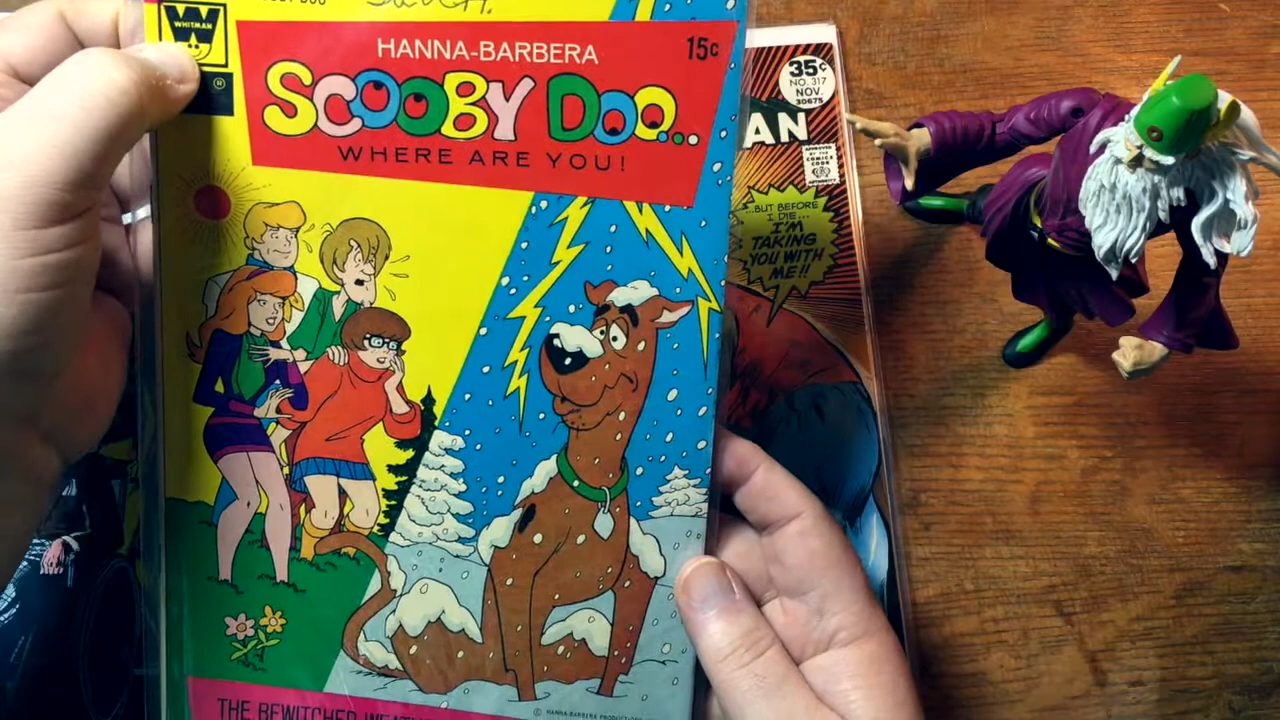 WHITMAN
®
HANNA-BARBERA
15¢
SCOOBY DOO...
WHERE ARE YOU!
35¢
NO. 317
NOV.
30675
AN
APPROVED
BY THE
COMICS
CODE
AUTHORITY
...BUT BEFORE
I DIE...
I'M
TAKING
YOU WITH
ME!!
© HANNA-BARBERA PRODUCTIONS
THE BEWITCHED